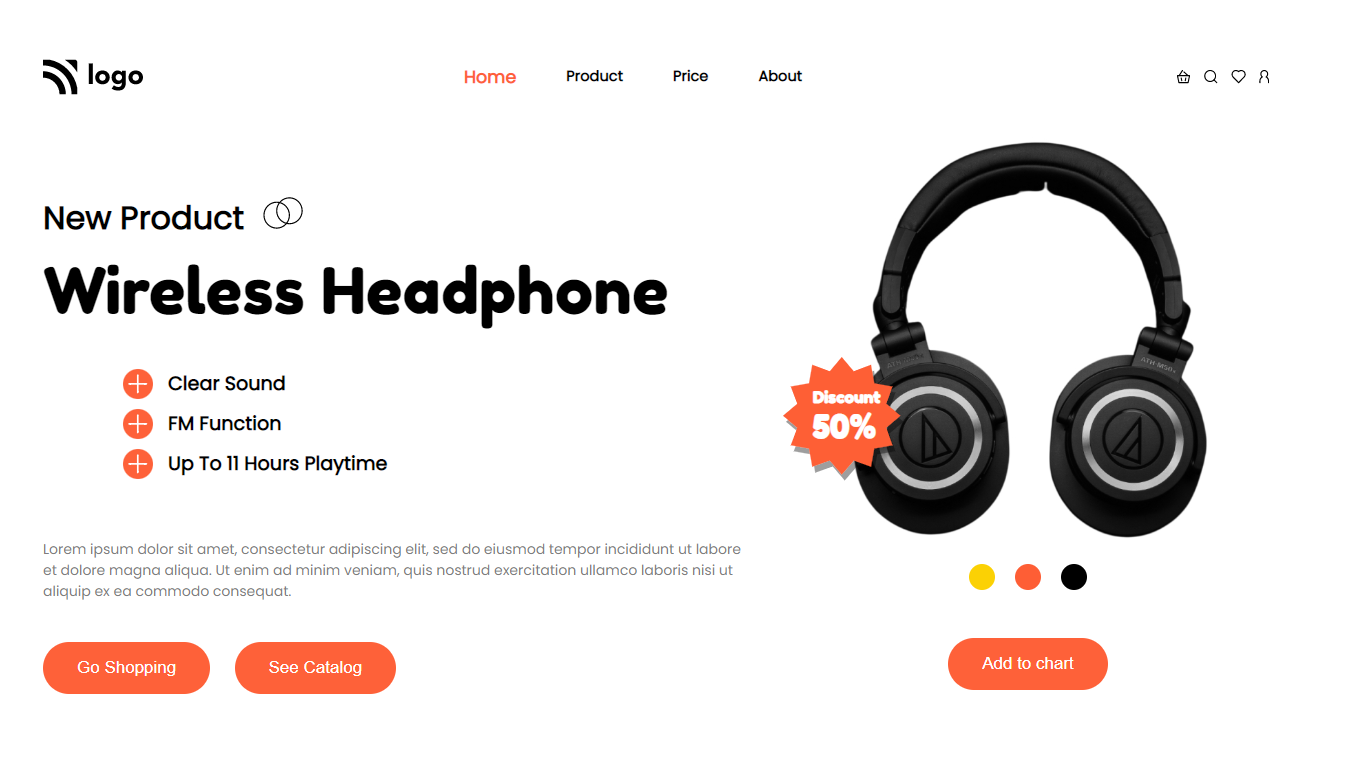 logo
Home Product Price About
New Product
Wireless Headphone
Clear Sound
FM Function
Up To 11 Hours Playtime
Discount
50%
ATH-M50x
Lorem ipsum dolor sit amet, consectetur adipiscing elit, sed do eiusmod tempor incididunt ut labore
et dolore magna aliqua. Ut enim ad minim veniam, quis nostrud exercitation ullamco laboris nisi ut
aliquip ex ea commodo consequat.
Go Shopping
See Catalog
Add to chart